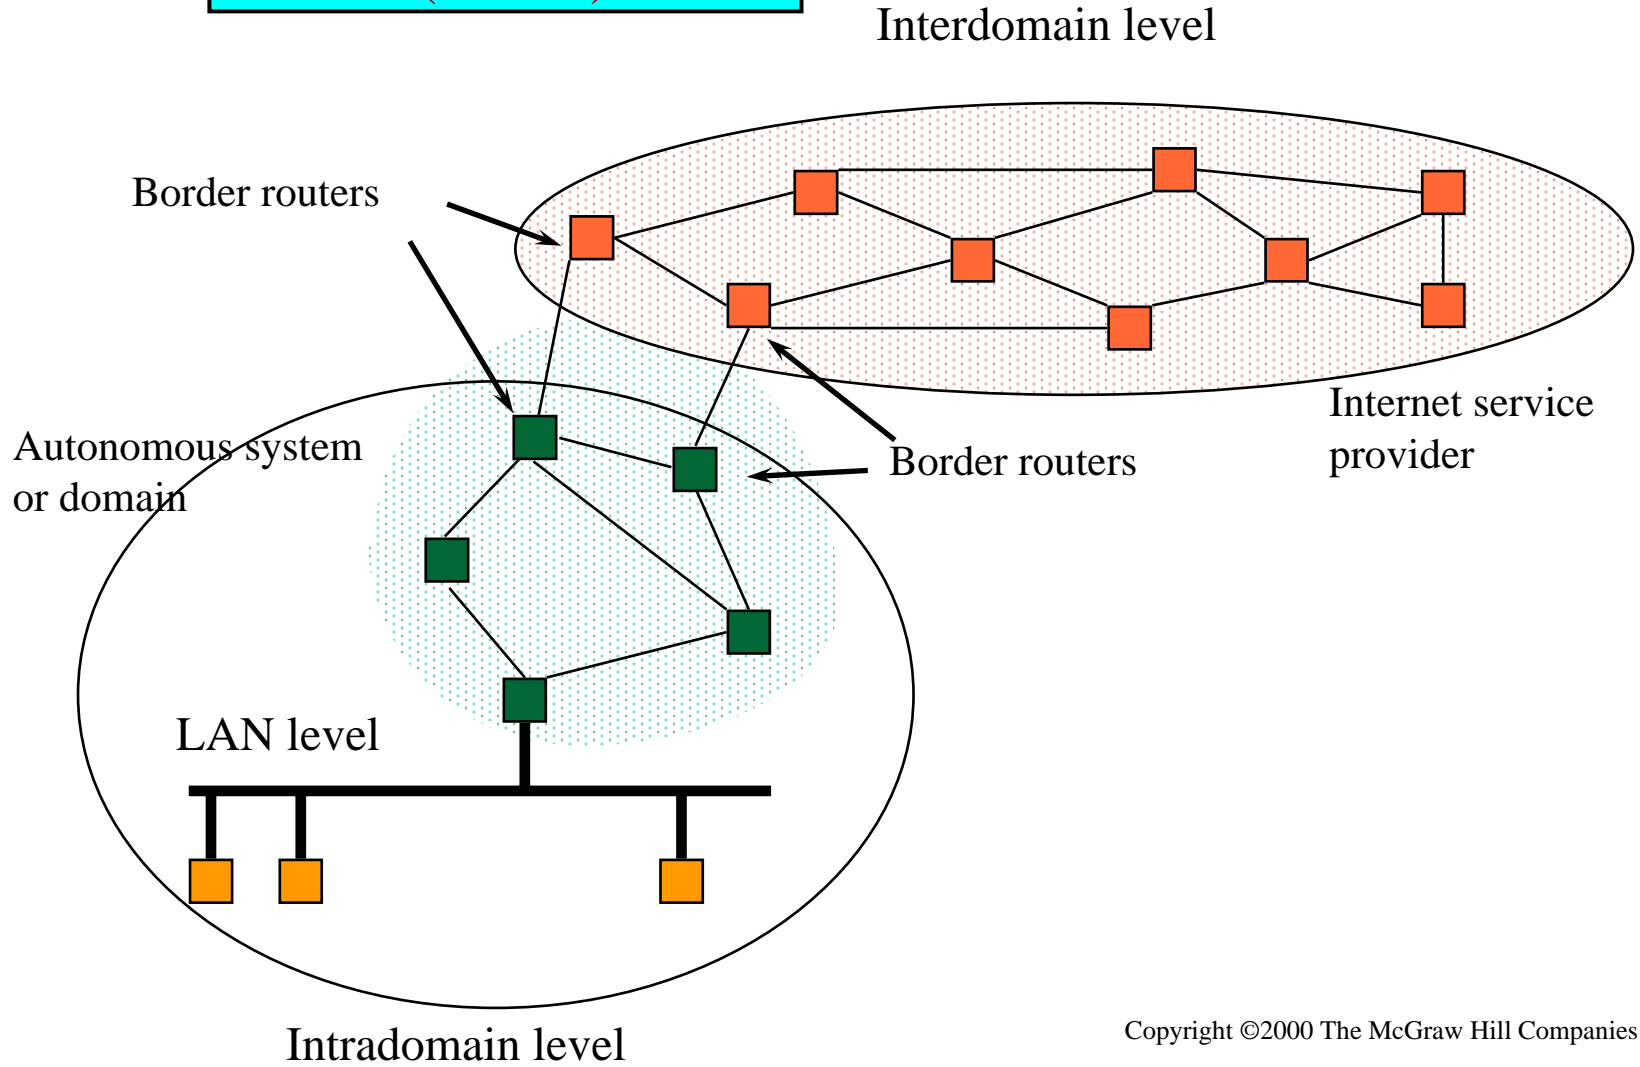 Interdomain level
Border routers
Internet service
provider
Autonomous system
or domain
Border routers
LAN level
Intradomain level
Copyright ©2000 The McGraw Hill Companies